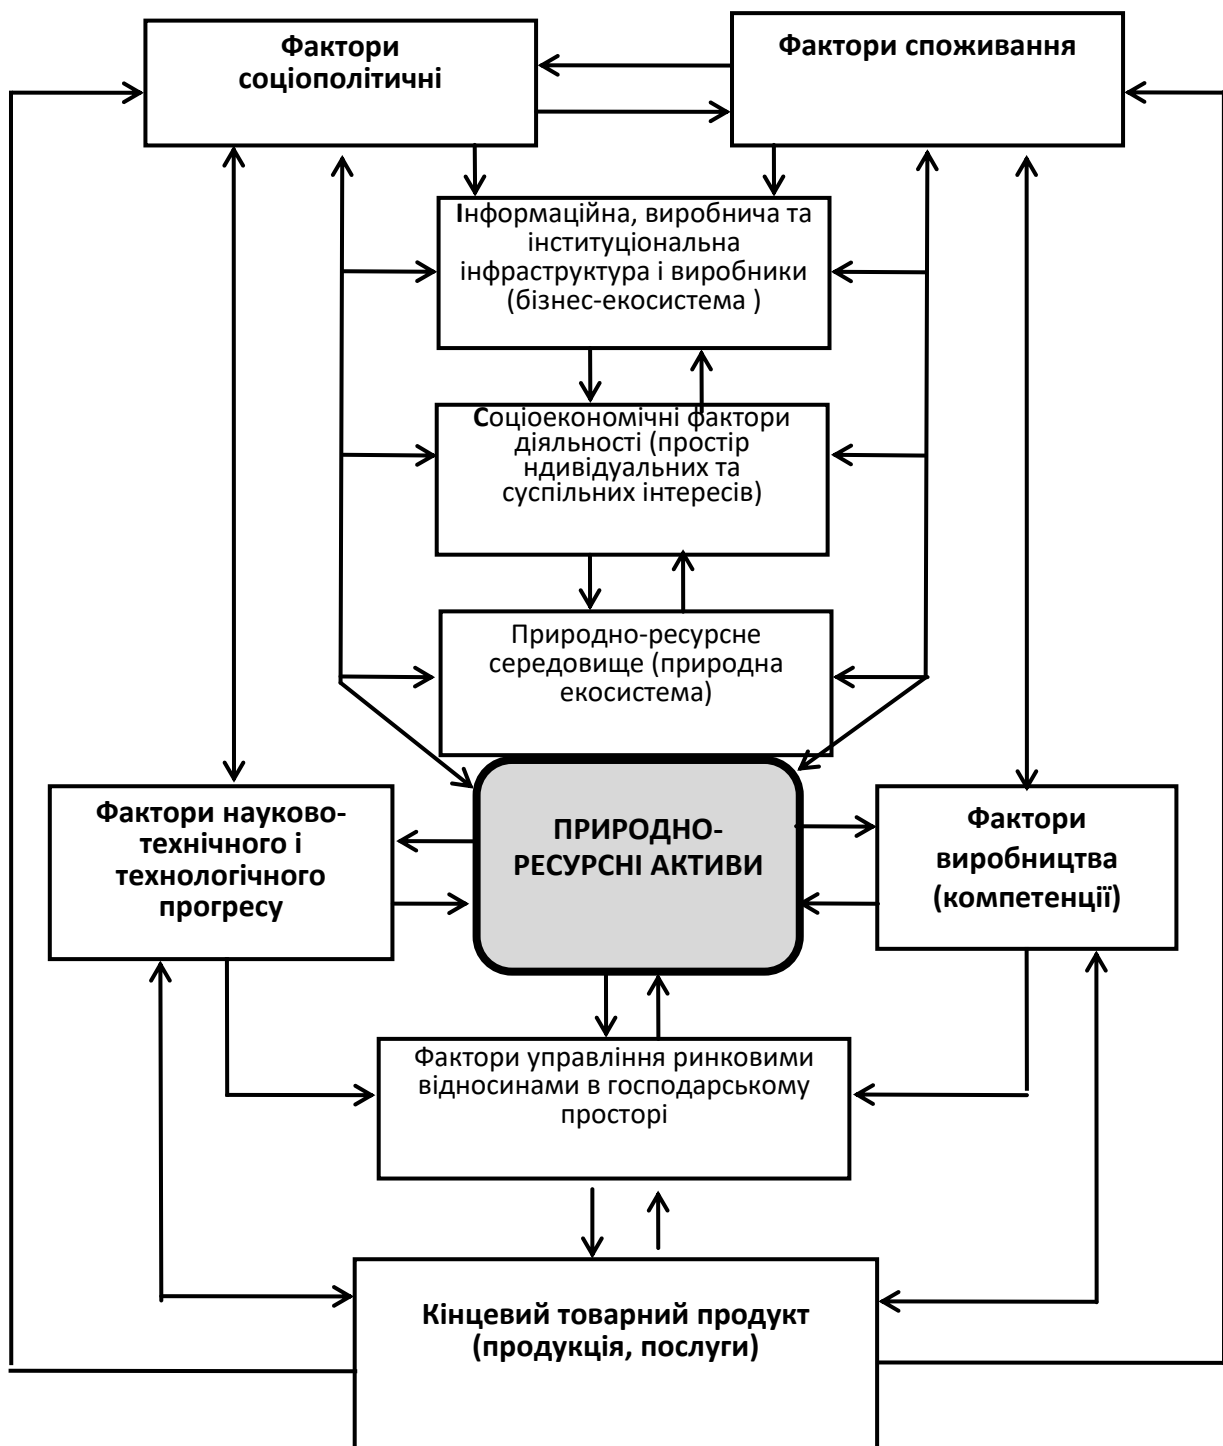 Фактори
соціополітичні
Фактори споживання
Інформаційна, виробнича та
інституціональна
інфраструктура і виробники
(бізнес-екосистема )
Соціоекономічні фактори
діяльності (простір
ндивідуальних та
суспільних інтересів)
Природно-ресурсне
середовище (природна
екосистема)
Фактори науково-
технічного і
технологічного
прогресу
ПРИРОДНО-
РЕСУРСНІ АКТИВИ
Фактори
виробництва
(компетенції)
Фактори управління ринковими
відносинами в господарському
просторі
Кінцевий товарний продукт
(продукція, послуги)